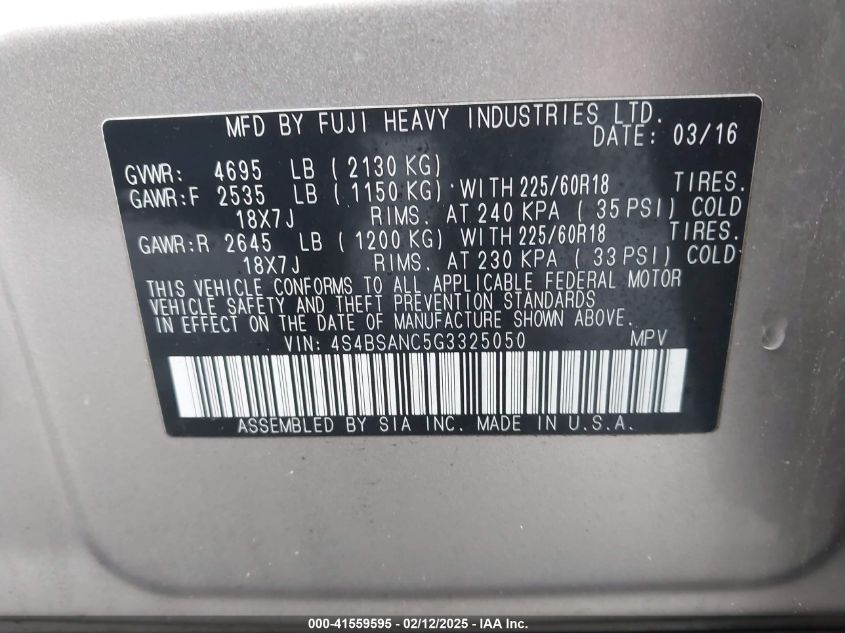 MFD BY FUJI HEAVY INDUSTRIES LTD.
DATE: 03/16
GVWR: 4695 LB ( 2130 KG)
GAWR:F 2535 LB ( 1150 KG) WITH 225/60R18 TIRES.
18X7J RIMS. AT 240 KPA ( 35 PSI) COLD
GAWR:R 2645 LB ( 1200 KG) WITH 225/60R18 TIRES.
18X7J RIMS. AT 230 KPA ( 33 PSI) COLD
THIS VEHICLE CONFORMS TO ALL APPLICABLE FEDERAL MOTOR
VEHICLE SAFETY AND THEFT PREVENTION STANDARDS
IN EFFECT ON THE DATE OF MANUFACTURE SHOWN ABOVE.
VIN: 4S4BSANC5G3325050 MPV
ASSEMBLED BY SIA INC. MADE IN U.S.A.
000-41559595 - 02/12/2025 - IAA Inc.